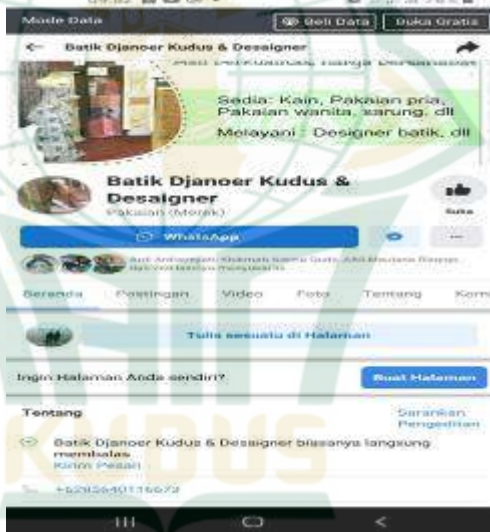 Mode Data
Beli Data
Buka Gratis
Batik Djanoer Kudus & Desaigner
Sedia: Kain, Pakaian pria,
Pakaian wanita, sarung, dll
Melayani : Designer batik, dll
Batik Djanoer Kudus &
Desaigner
Pakaian (Merek)
Suka
WhatsApp
Beranda
Postingan
Video
Foto
Tentang
Kom
Tulis sesuatu di Halaman
Ingin Halaman Anda sendiri?
Buat Halaman
Tentang
Sarankan
Pengeditan
Batik Djanoer Kudus & Desaigner biasanya langsung
membalas
Kirim Pesan
KUDUS